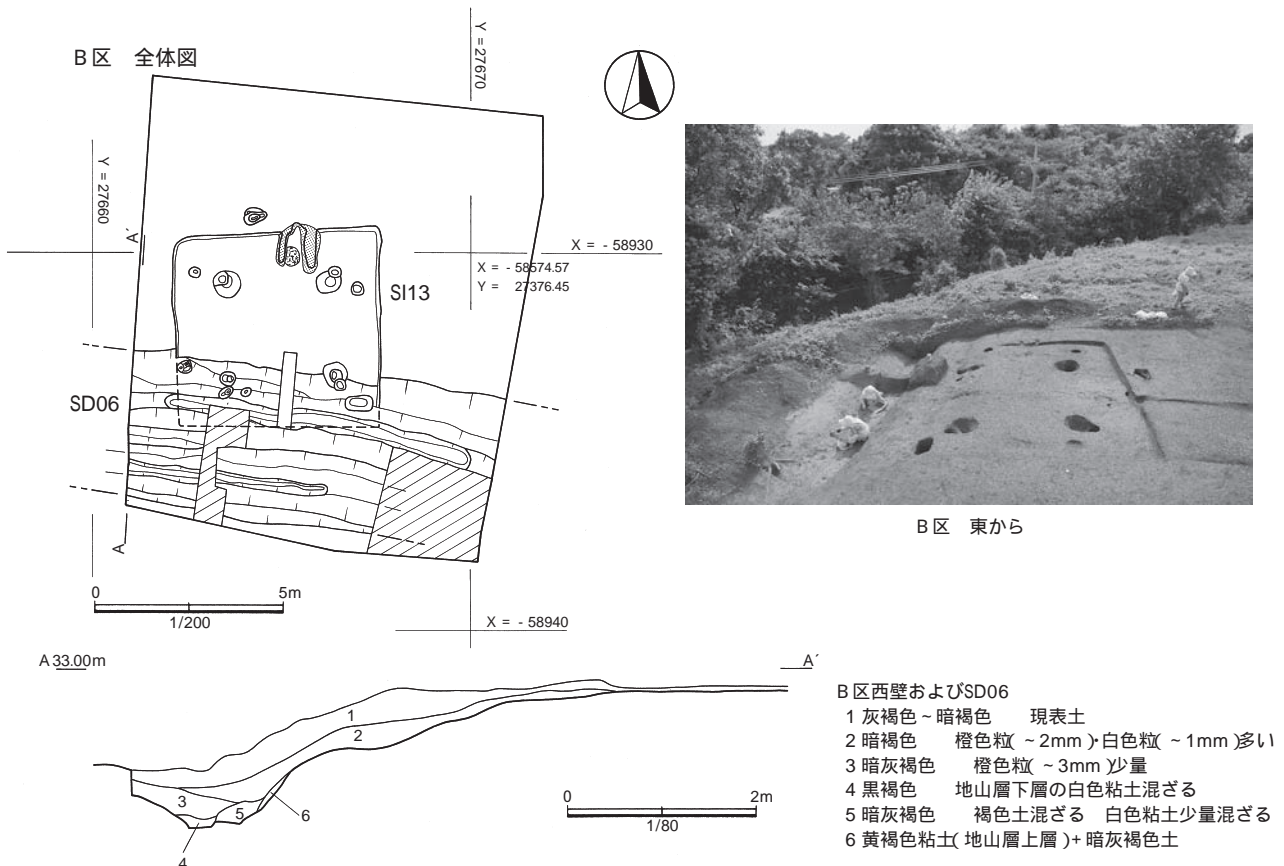 B区　全体図
Y = 27670
Y = 27660
A´
X = - 58930
X = - 58574.57
Y = 　27376.45
SI13
SD06
A
0　5m
1/200
X = - 58940
B区　東から
A 33.00m
A´
1
2
3
5
6
4
0　2m
1/80
B区西壁およびSD06
1 灰褐色～暗褐色　現表土
2 暗褐色　橙色粒(～2mm)・白色粒(～1mm)多い
3 暗灰褐色　橙色粒(～3mm)少量
4 黒褐色　地山層下層の白色粘土混ざる
5 暗灰褐色　褐色土混ざる　白色粘土少量混ざる
6 黄褐色粘土(地山層上層)+暗灰褐色土